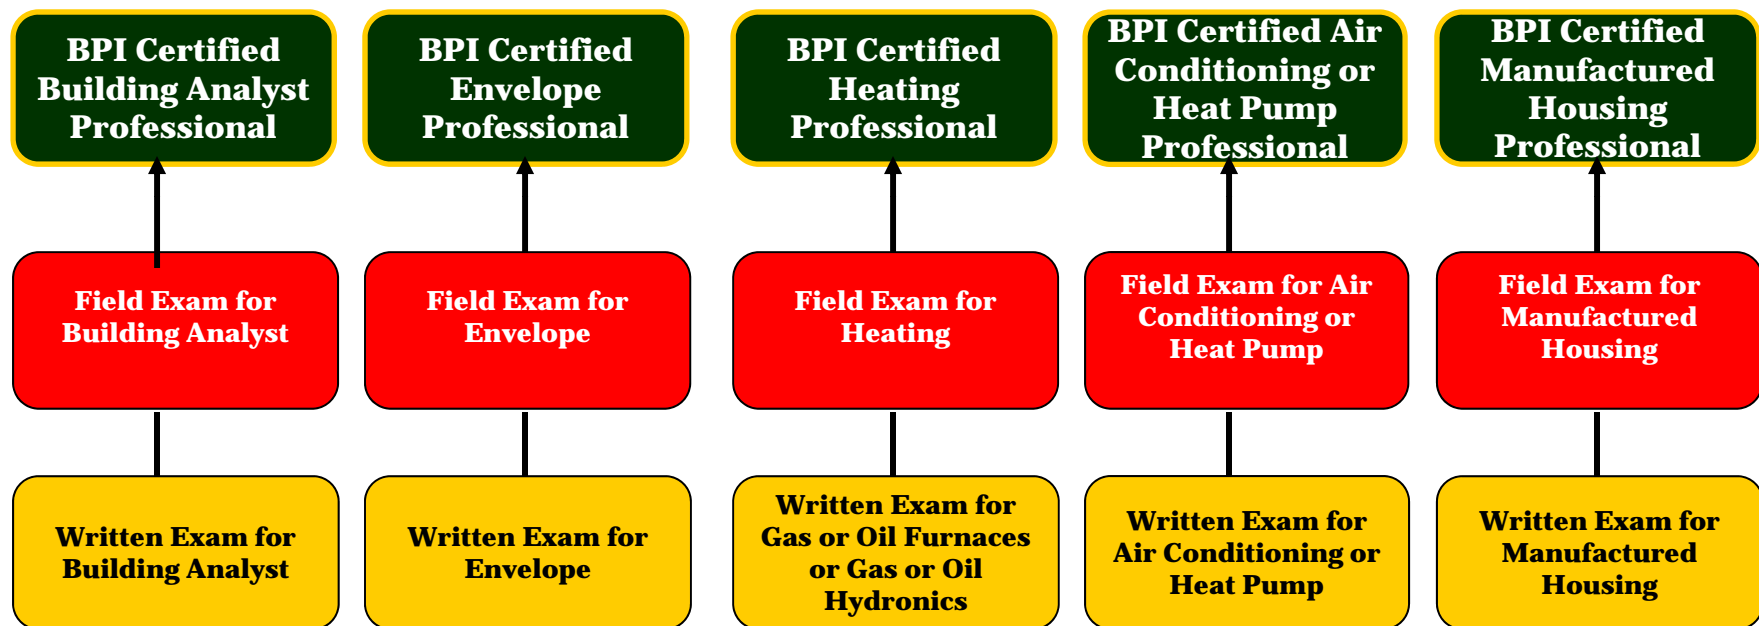 BPI Certified
Building Analyst
Professional
BPI Certified
Envelope
Professional
BPI Certified
Heating
Professional
BPI Certified Air
Conditioning or
Heat Pump
Professional
BPI Certified
Manufactured
Housing
Professional
Field Exam for
Building Analyst
Field Exam for
Envelope
Field Exam for
Heating
Field Exam for Air
Conditioning or
Heat Pump
Field Exam for
Manufactured
Housing
Written Exam for
Building Analyst
Written Exam for
Envelope
Written Exam for
Gas or Oil Furnaces
or Gas or Oil
Hydronics
Written Exam for
Air Conditioning or
Heat Pump
Written Exam for
Manufactured
Housing